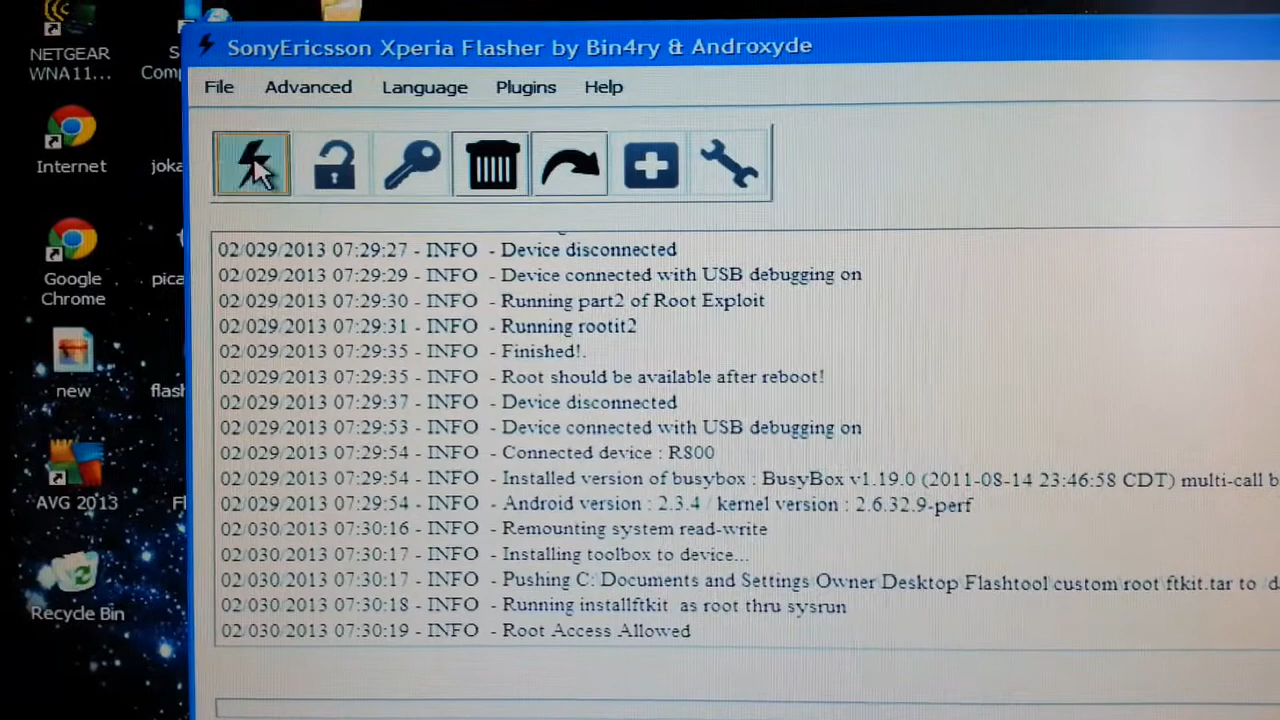 NETGEAR
WNA11...
Internet
Google
Chrome
new
AVG 2013
Recycle Bin
SonyEricsson Xperia Flasher by Bin4ry & Androxyde
File Advanced Language Plugins Help
02/029/2013 07:29:27 - INFO - Device disconnected
02/029/2013 07:29:29 - INFO - Device connected with USB debugging on
02/029/2013 07:29:30 - INFO - Running part2 of Root Exploit
02/029/2013 07:29:31 - INFO - Running rootit2
02/029/2013 07:29:35 - INFO - Finished!.
02/029/2013 07:29:35 - INFO - Root should be available after reboot!
02/029/2013 07:29:37 - INFO - Device disconnected
02/029/2013 07:29:53 - INFO - Device connected with USB debugging on
02/029/2013 07:29:54 - INFO - Connected device : R800
02/029/2013 07:29:54 - INFO - Installed version of busybox : BusyBox v1.19.0 (2011-08-14 23:46:58 CDT) multi-call
02/029/2013 07:29:54 - INFO - Android version : 2.3.4 / kernel version : 2.6.32.9-perf
02/030/2013 07:30:16 - INFO - Remounting system read-write
02/030/2013 07:30:17 - INFO - Installing toolbox to device...
02/030/2013 07:30:17 - INFO - Pushing C: Documents and Settings Owner Desktop Flashtool custom root ftkit.tar to
02/030/2013 07:30:18 - INFO - Running installftkit as root thru sysrun
02/030/2013 07:30:19 - INFO - Root Access Allowed